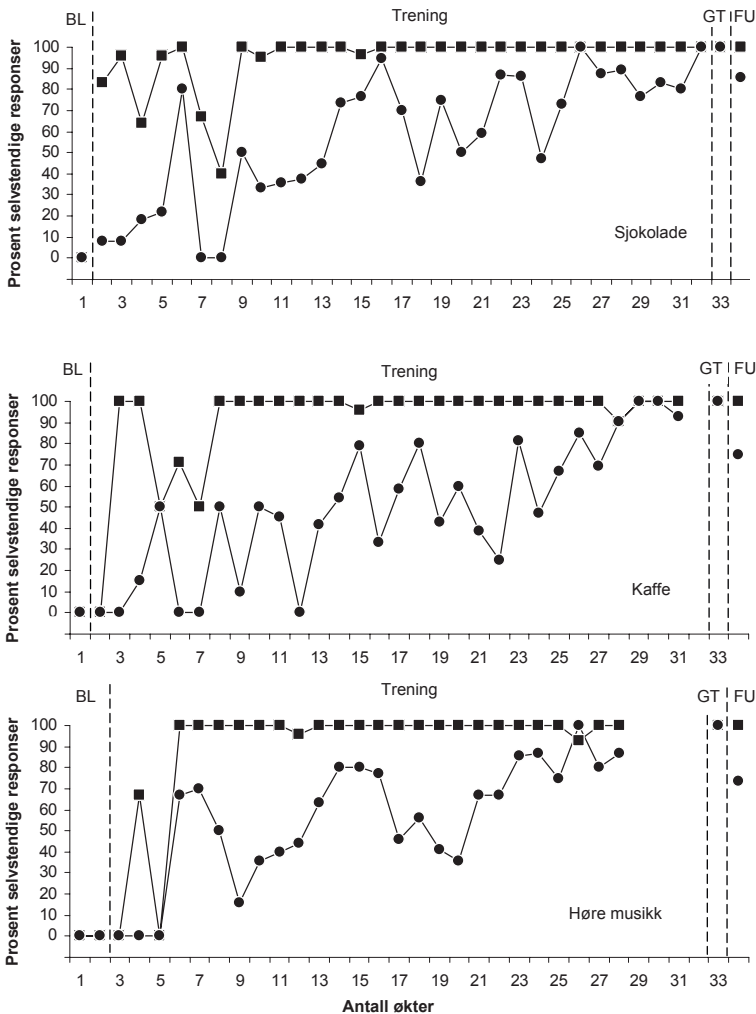 BL Trening GT FU
100
90
80
70
60
50
40
30
20
10
0
Prosent selvstendige responser
Sjokolade
1 3 5 7 9 11 13 15 17 19 21 23 25 27 29 31 33
BL Trening GT FU
100
90
80
70
60
50
40
30
20
10
0
Prosent selvstendige responser
Kaffe
1 3 5 7 9 11 13 15 17 19 21 23 25 27 29 31 33
BL Trening GT FU
100
90
80
70
60
50
40
30
20
10
0
Prosent selvstendige responser
Høre musikk
1 3 5 7 9 11 13 15 17 19 21 23 25 27 29 31 33
Antall økter